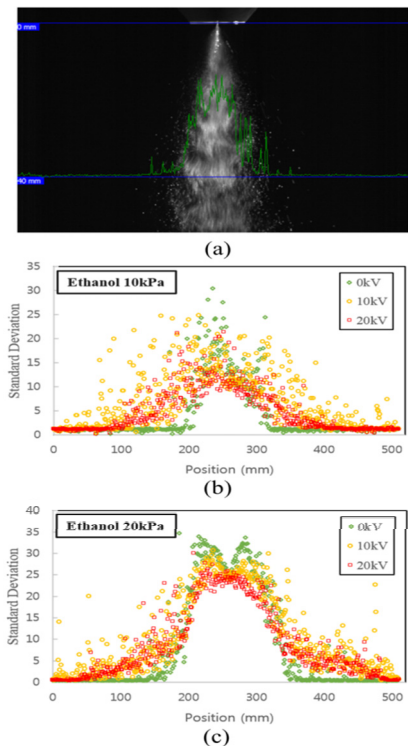 0 mm
40 mm
(a)
Standard Deviation
35
30
25
20
15
10
5
0
Ethanol 10kPa
0kV
10kV
20kV
0
100
200
300
400
500
Position (mm)
(b)
Standard Deviation
40
35
30
25
20
15
10
5
0
Ethanol 20kPa
0kV
10kV
20kV
0
100
200
300
400
500
Position (mm)
(c)